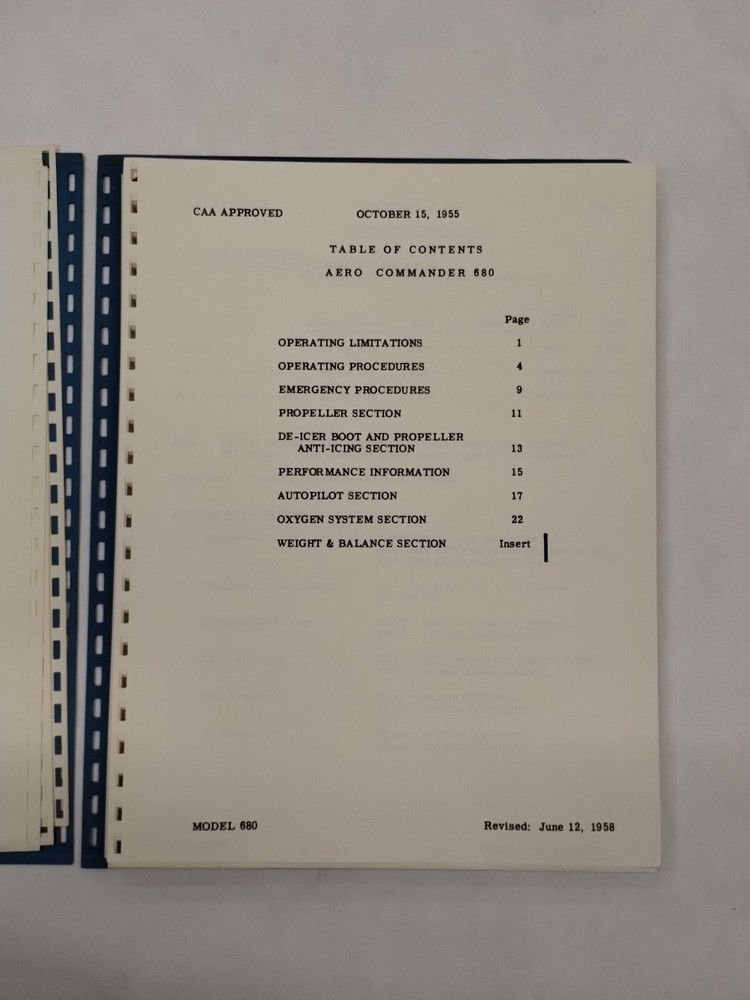 CAA APPROVED OCTOBER 15, 1955
TABLE OF CONTENTS
AERO COMMANDER 680
Page
OPERATING LIMITATIONS 1
OPERATING PROCEDURES 4
EMERGENCY PROCEDURES 9
PROPELLER SECTION 11
DE-ICER BOOT AND PROPELLER
ANTI-ICING SECTION 13
PERFORMANCE INFORMATION 15
AUTOPILOT SECTION 17
OXYGEN SYSTEM SECTION 22
WEIGHT & BALANCE SECTION Insert
MODEL 680 Revised: June 12, 1958